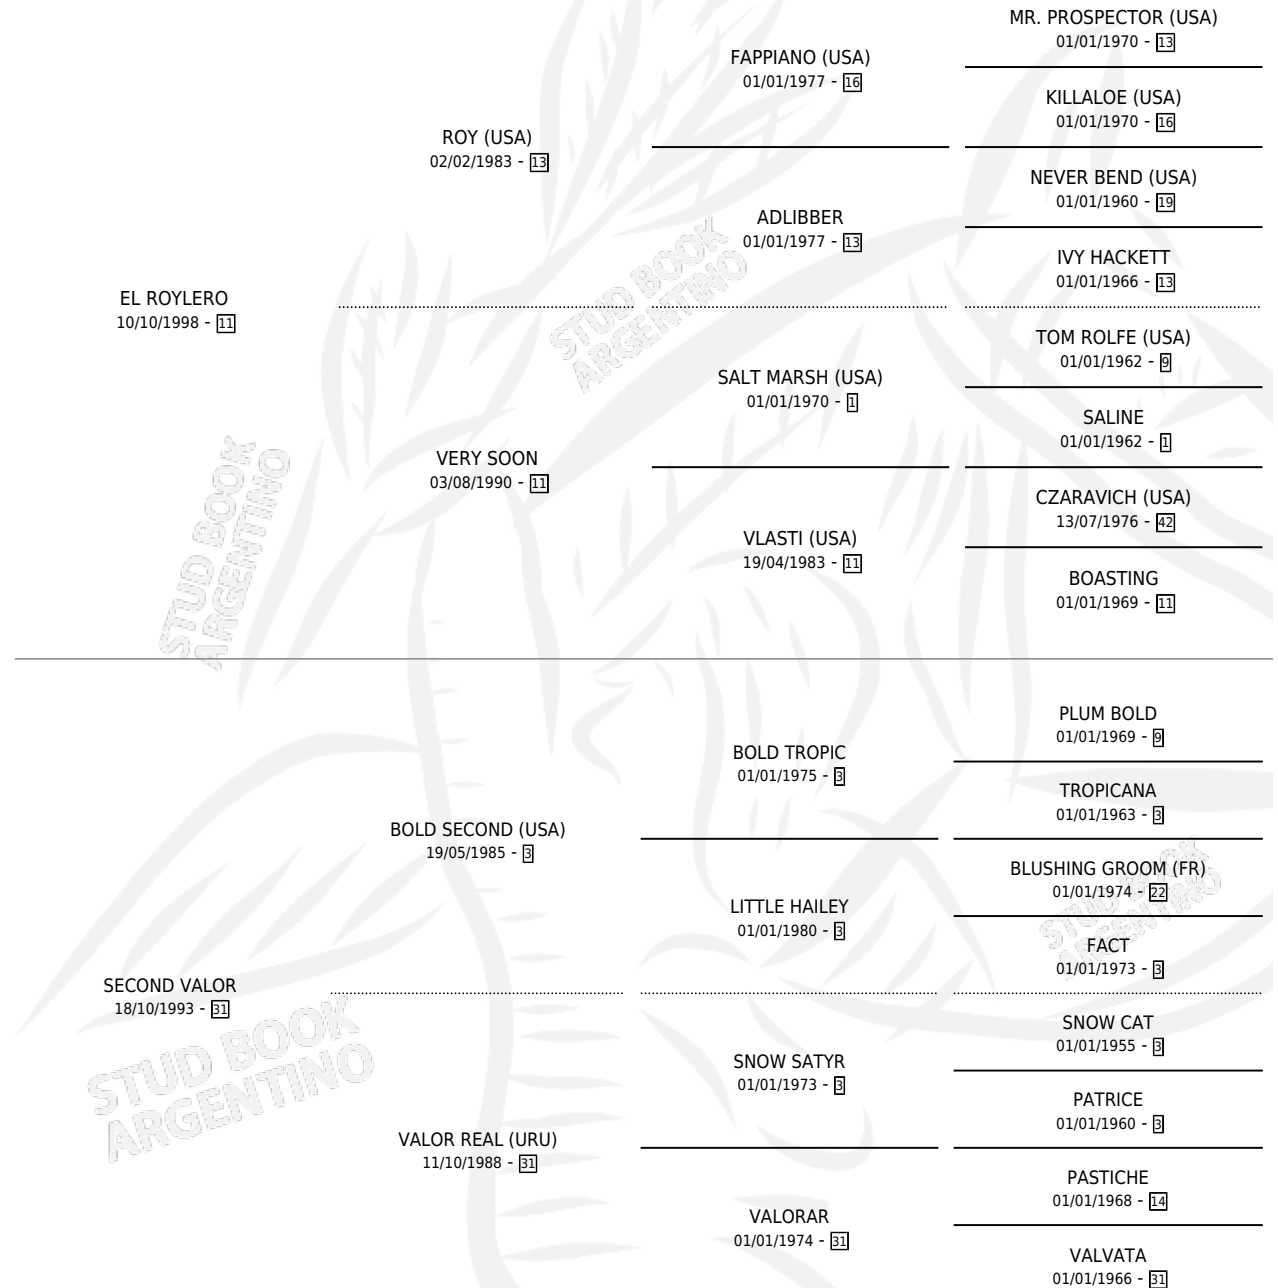 MR. PROSPECTOR (USA)
01/01/1970 - 13
FAPPIANO (USA)
01/01/1977 - 16
KILLALOE (USA)
01/01/1970 - 16
ROY (USA)
02/02/1983 - 13
NEVER BEND (USA)
01/01/1960 - 19
ADLIBBER
01/01/1977 - 13
IVY HACKETT
01/01/1966 - 13
EL ROYLERO
10/10/1998 - 11
TOM ROLFE (USA)
01/01/1962 - 9
SALT MARSH (USA)
01/01/1970 - 1
SALINE
01/01/1962 - 1
VERY SOON
03/08/1990 - 11
CZARAVICH (USA)
13/07/1976 - 42
VLASTI (USA)
19/04/1983 - 11
BOASTING
01/01/1969 - 11
PLUM BOLD
01/01/1969 - 9
BOLD TROPIC
01/01/1975 - 3
TROPICANA
01/01/1963 - 3
BOLD SECOND (USA)
19/05/1985 - 3
BLUSHING GROOM (FR)
01/01/1974 - 22
LITTLE HAILEY
01/01/1980 - 3
FACT
01/01/1973 - 3
SECOND VALOR
18/10/1993 - 31
SNOW CAT
01/01/1955 - 3
SNOW SATYR
01/01/1973 - 3
PATRICE
01/01/1960 - 3
VALOR REAL (URU)
11/10/1988 - 31
PASTICHE
01/01/1968 - 14
VALORAR
01/01/1974 - 31
VALVATA
01/01/1966 - 31
STUD BOOK
ARGENTINO
STUD BOOK
ARGENTINO
STUD BOOK
ARGENTINO
STUD BOOK
ARGENTINO